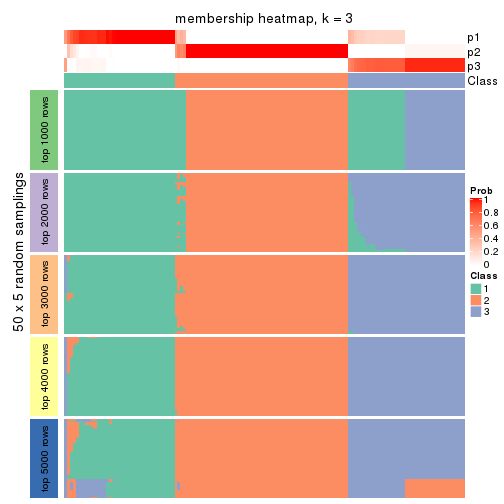 membership heatmap, k = 3
p1
p2
p3
Class
50 x 5 random samplings
top 1000 rows
top 2000 rows
top 3000 rows
top 4000 rows
top 5000 rows
Prob
1
0.8
0.6
0.4
0.2
0
Class
1
2
3